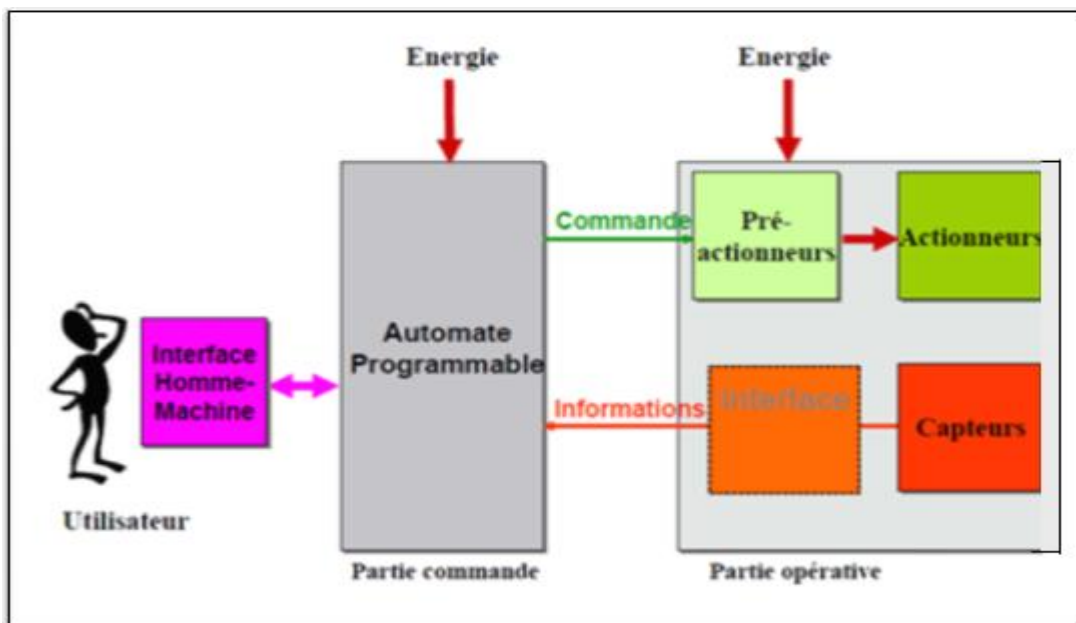 Energie
Energie
Commande
Pré-
actionneurs
Actionneurs
Automate
Programmable
Interface
Homme-
Machine
Informations
Interface
Capteurs
Utilisateur
Partie commande
Partie opérative